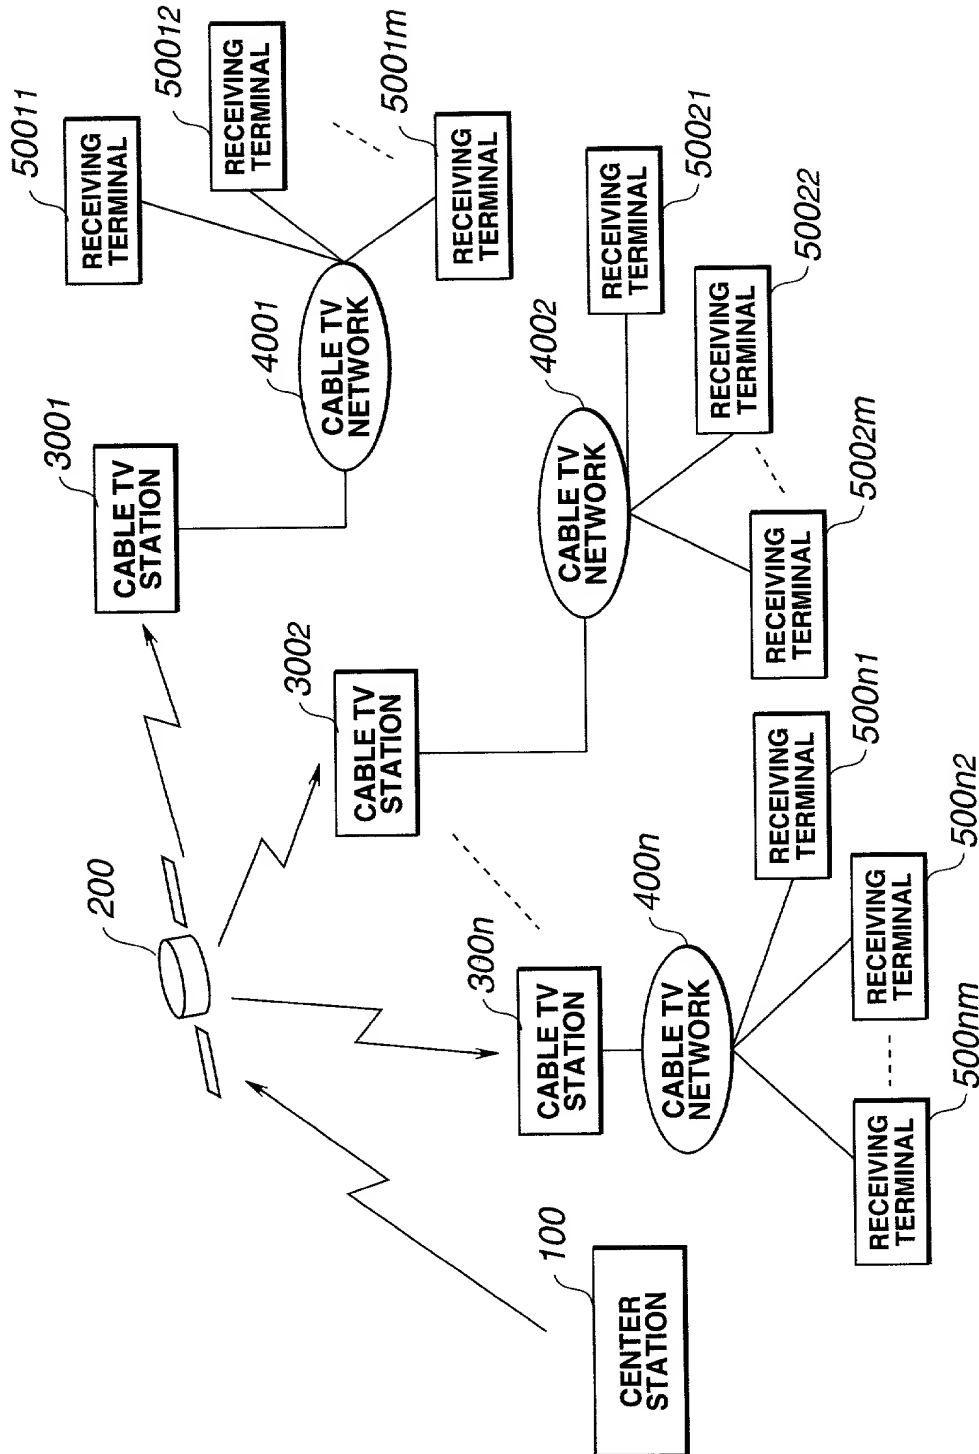 100
CENTER
STATION
200
3001
CABLE TV
STATION
3002
CABLE TV
STATION
300n
CABLE TV
STATION
4001
CABLE TV
NETWORK
4002
CABLE TV
NETWORK
400n
CABLE TV
NETWORK
50011
RECEIVING
TERMINAL
50012
RECEIVING
TERMINAL
5001m
RECEIVING
TERMINAL
50021
RECEIVING
TERMINAL
50022
RECEIVING
TERMINAL
5002m
RECEIVING
TERMINAL
500n1
RECEIVING
TERMINAL
500n2
RECEIVING
TERMINAL
500nm
RECEIVING
TERMINAL